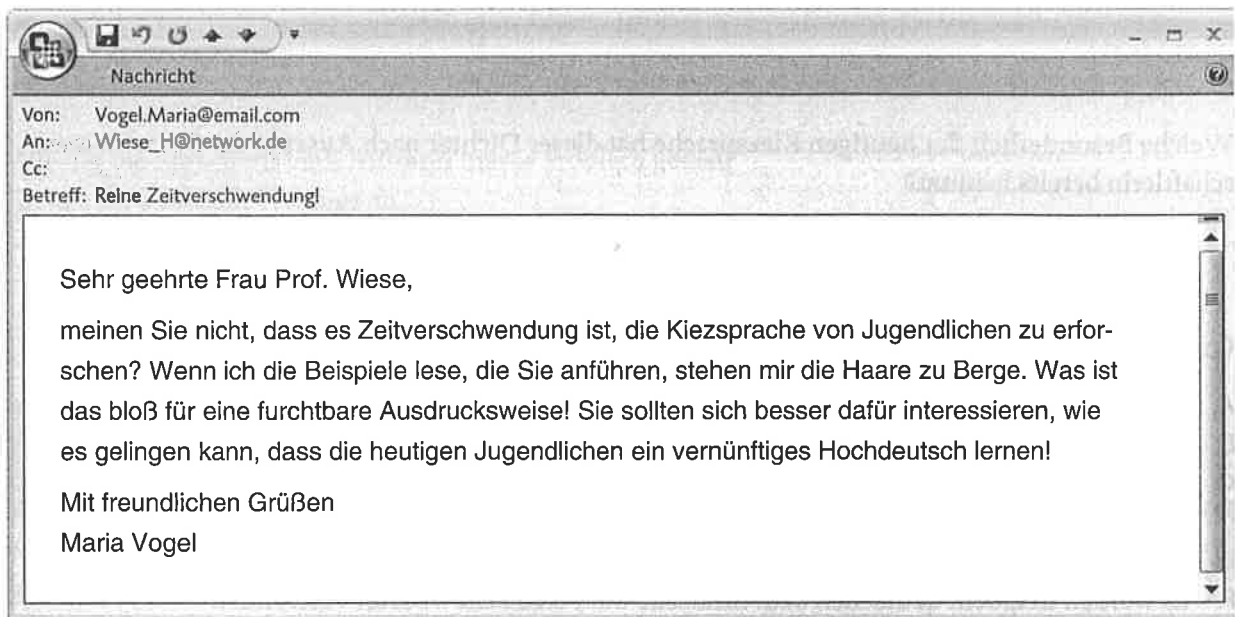 Nachricht
Von: Vogel.Maria@email.com
An: Wiese_H@network.de
Cc:
Betreff: Reine Zeitverschwendung!
Sehr geehrte Frau Prof. Wiese,
meinen Sie nicht, dass es Zeitverschwendung ist, die Kiezsprache von Jugendlichen zu erfor-
schen? Wenn ich die Beispiele lese, die Sie anführen, stehen mir die Haare zu Berge. Was ist
das bloß für eine furchtbare Ausdrucksweise! Sie sollten sich besser dafür interessieren, wie
es gelingen kann, dass die heutigen Jugendlichen ein vernünftiges Hochdeutsch lernen!
Mit freundlichen Grüßen
Maria Vogel